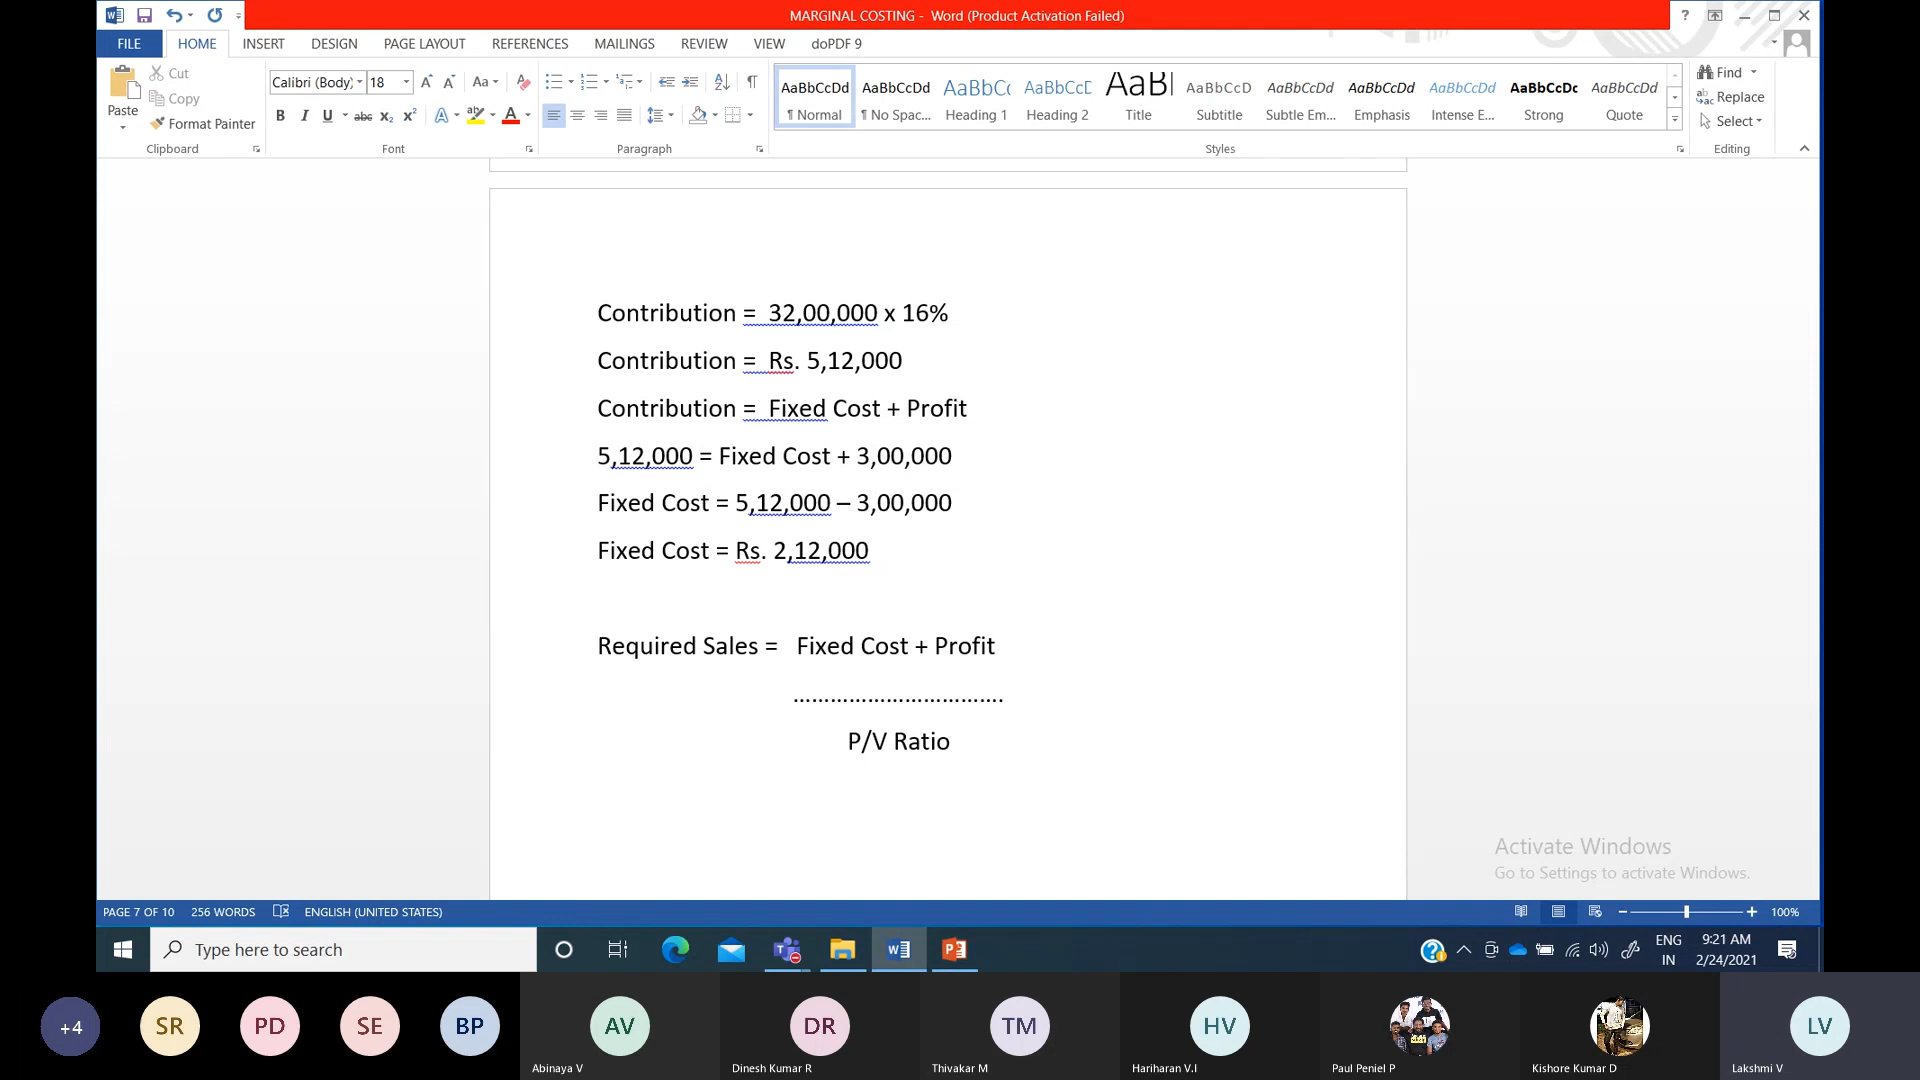 MARGINAL COSTING - Word (Product Activation Failed)
?
FILE HOME INSERT DESIGN PAGE LAYOUT REFERENCES MAILINGS REVIEW VIEW doPDF 9
Paste
Cut
Copy
Format Painter
Clipboard
Calibri (Body) 18
Font
Paragraph
AaBbCcDd AaBbCcDd AaBbC AaBbCcD AaB AaBbCcD AaBbCcDd AaBbCcDd AaBbCcDd AaBbCcDc AaBbCcDd
¶ Normal ¶ No Spac... Heading 1 Heading 2 Title Subtitle Subtle Em... Emphasis Intense E... Strong Quote
Styles
Find
Replace
Select
Editing
Contribution = 32,00,000 x 16%
Contribution = Rs. 5,12,000
Contribution = Fixed Cost + Profit
5,12,000 = Fixed Cost + 3,00,000
Fixed Cost = 5,12,000 – 3,00,000
Fixed Cost = Rs. 2,12,000
Required Sales = Fixed Cost + Profit
…………………………….
P/V Ratio
Activate Windows
Go to Settings to activate Windows.
PAGE 7 OF 10 256 WORDS ENGLISH (UNITED STATES) 100%
Type here to search
ENG
IN
9:21 AM
2/24/2021
+4 SR PD SE BP AV DR TM HV LV
Abinaya V Dinesh Kumar R Thivakar M Hariharan V.I Paul Peniel P Kishore Kumar D Lakshmi V